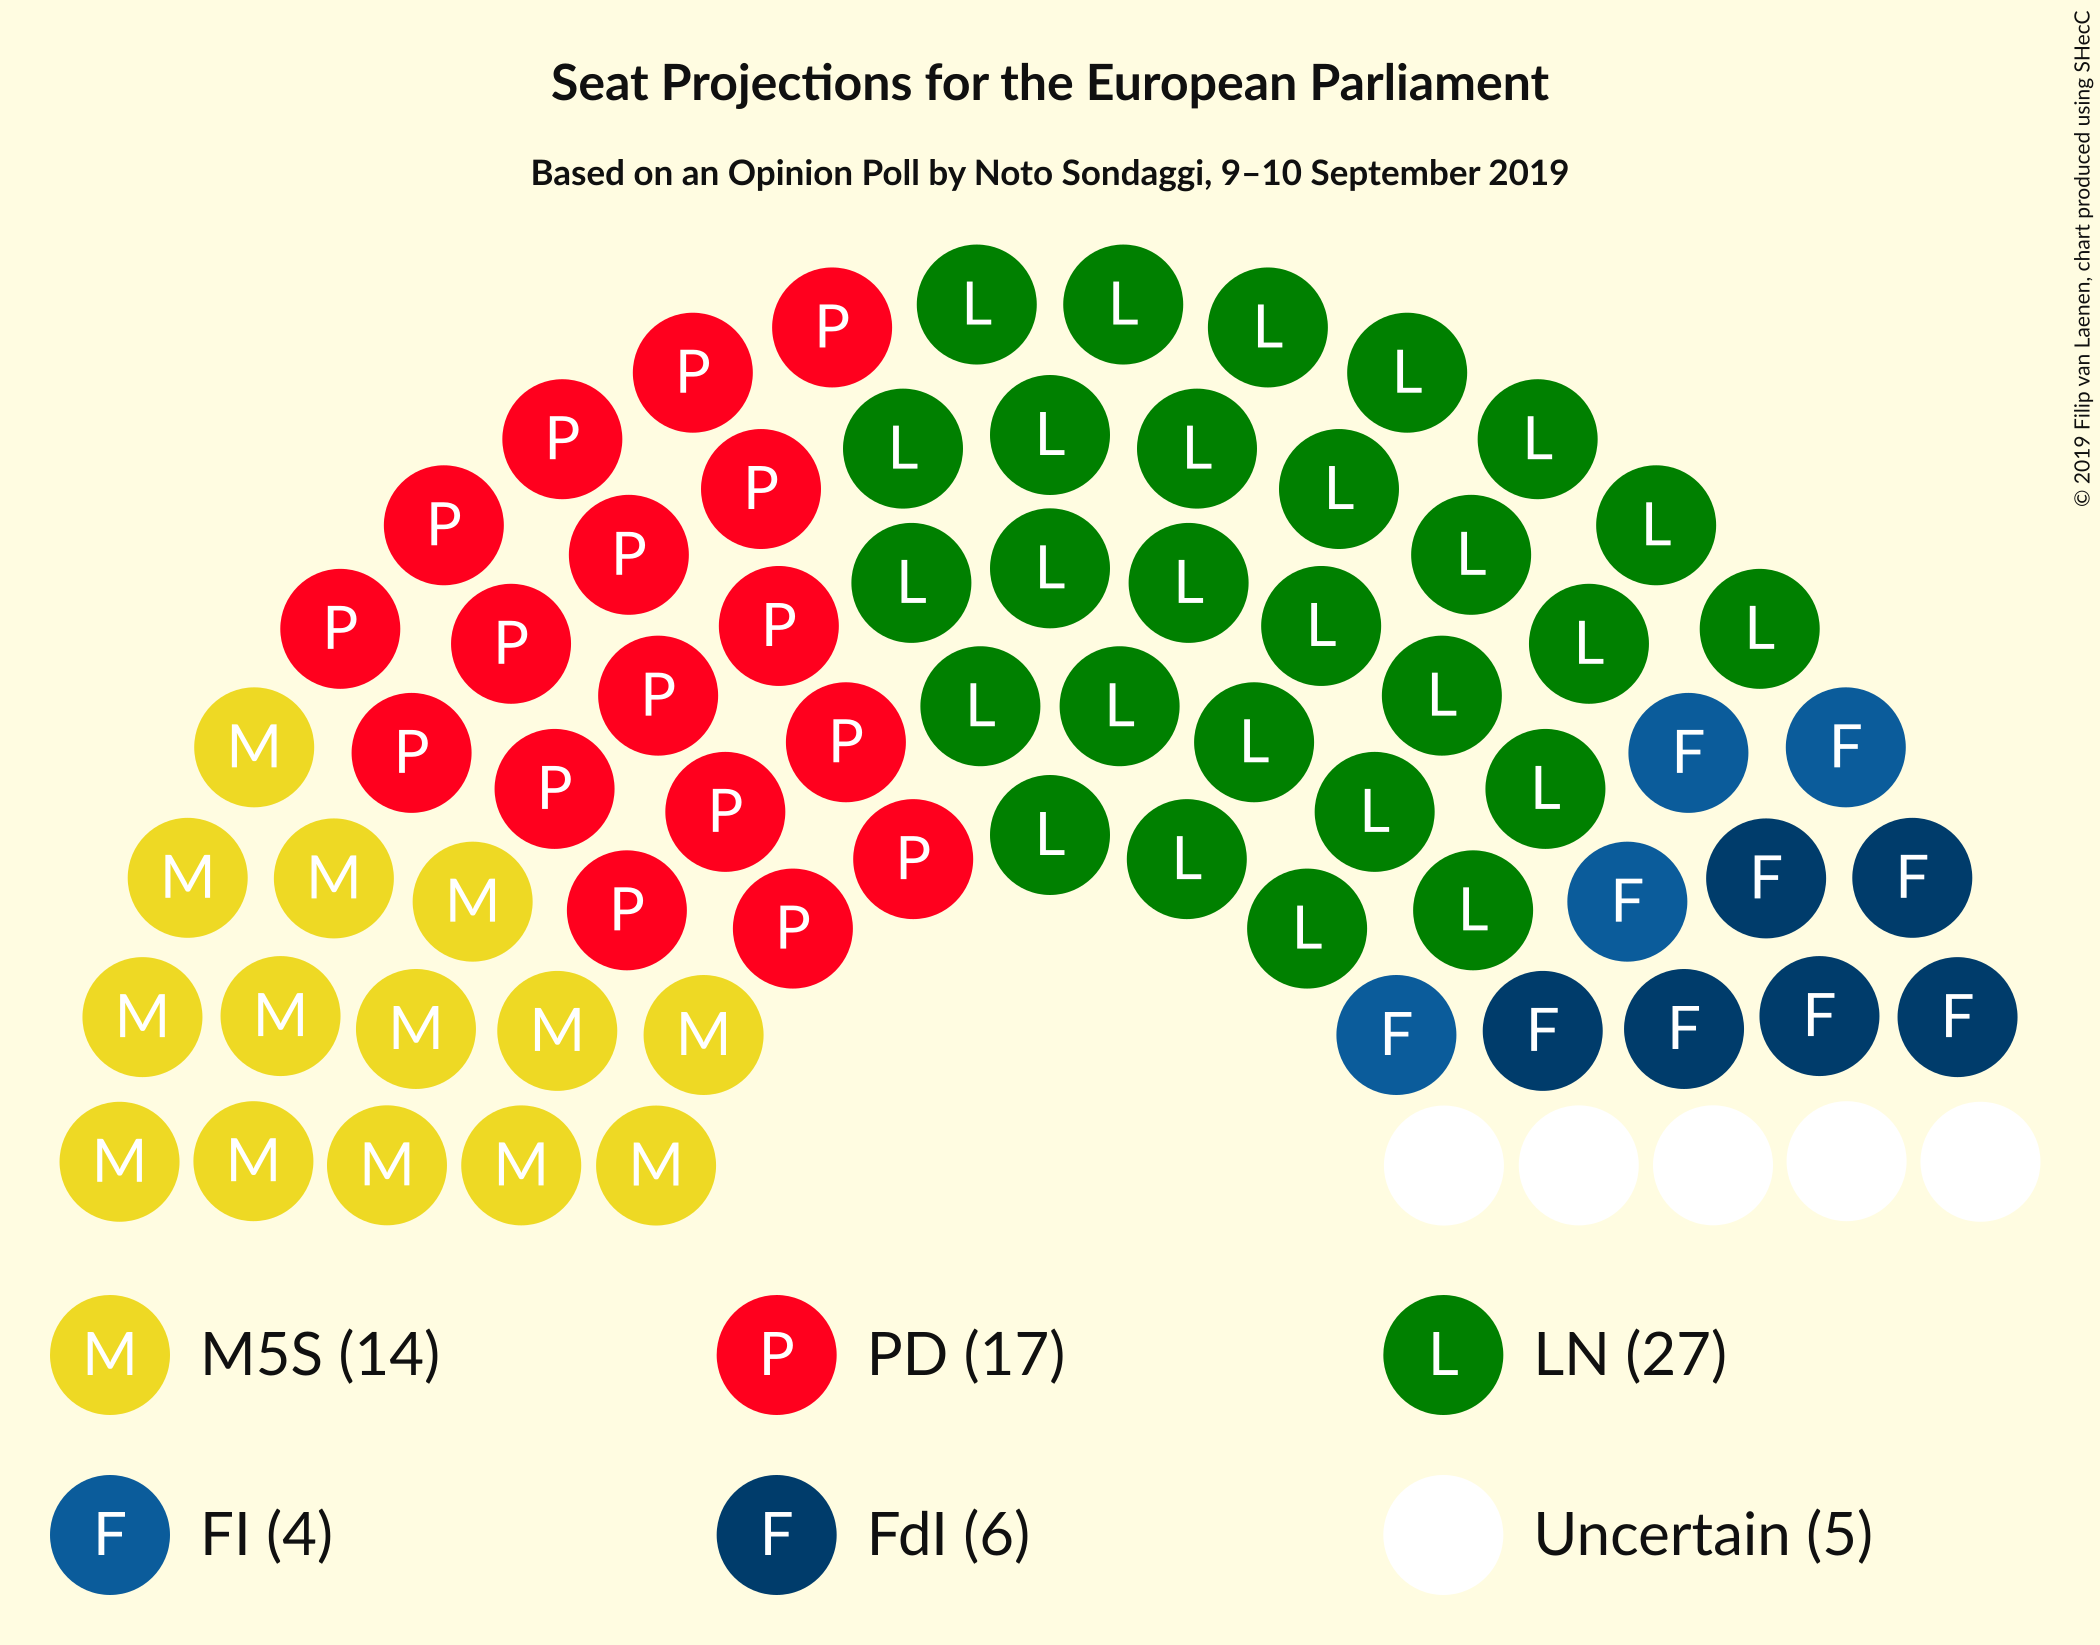 Seat Projections for the European Parliament
Based on an Opinion Poll by Noto Sondaggi, 9–10 September 2019
© 2019 Filip van Laenen, chart produced using SHecC
L L
P L
P L
L
P L
L L
P L
P L
P L
L
P L
L L
P L
P L
P L
P L
L L
P L
M F
P F
P L
P L
L
P L
M M F F
M F
P L
P L
M M F F
M M F F
M F
M M M M M
M M5S (14) P PD (17) L LN (27)
F FI (4) F FdI (6) Uncertain (5)